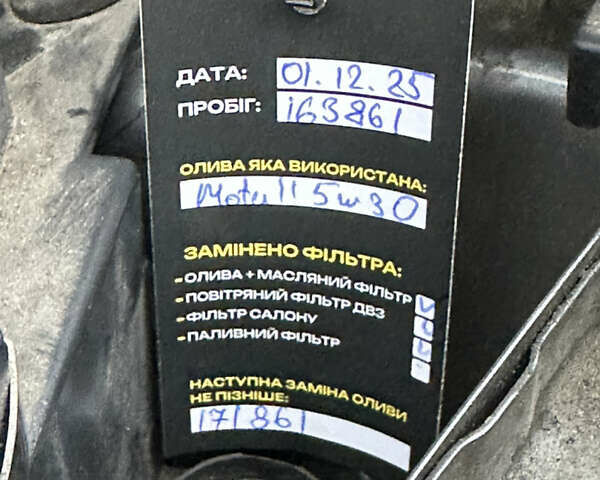 ДАТА: 01.12.25
ПРОБІГ: 163861
ОЛИВА ЯКА ВИКОРИСТАНА:
Motull 5w30
ЗАМІНЕНО ФІЛЬТРА:
-ОЛИВА + МАСЛЯНИЙ ФІЛЬТР V
-ПОВІТРЯНИЙ ФІЛЬТР ДВЗ V
-ФІЛЬТР САЛОНУ V
-ПАЛИВНИЙ ФІЛЬТР -
НАСТУПНА ЗАМІНА ОЛИВИ
НЕ ПІЗНІШЕ:
171861